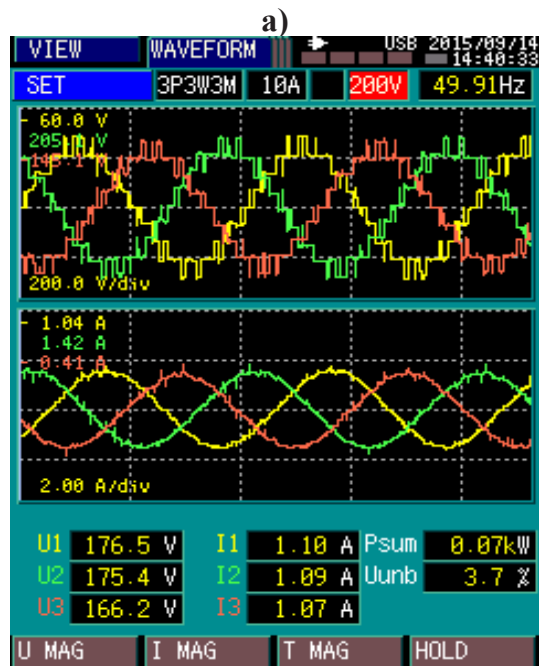 a)
VIEW WAVEFORM USB 2015/09/14
14:40:33
SET 3P3W3M 10A 200V 49.91Hz
- 60.0 V
200.0 V/div
- 1.04 A
1.42 A
- 0.41 A
2.00 A/div
U1 176.5 V I1 1.10 A Psum 0.07kW
U2 175.4 V I2 1.09 A Uunb 3.7 %
U3 166.2 V I3 1.07 A
U MAG I MAG T MAG HOLD